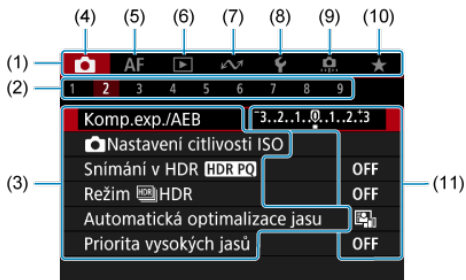 (4) (5) (6) (7) (8) (9) (10)
(1) AF
(2) 1 2 3 4 5 6 7 8 9
Komp.exp./AEB -3..2..1..0..1..2.+3
Nastavení citlivosti ISO
Snímání v HDR HDR PQ OFF
(3) Režim HDR HDR OFF (11)
Automatická optimalizace jasu
Priorita vysokých jasů OFF